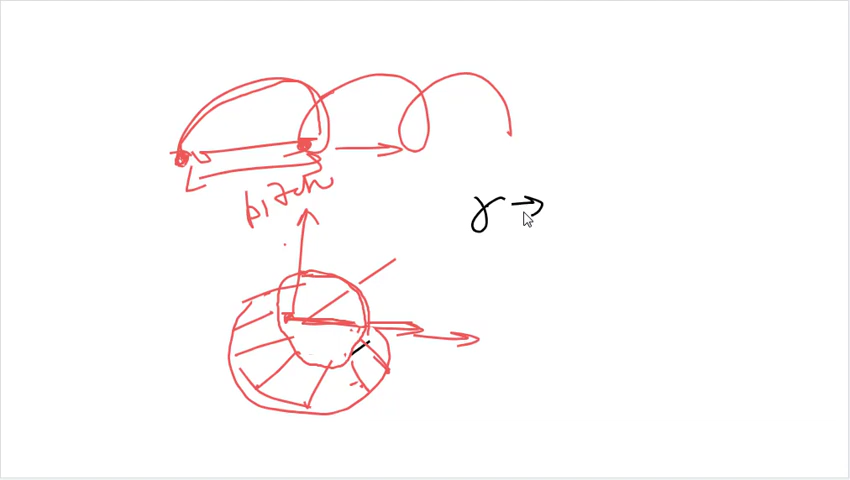 pitch
γ →